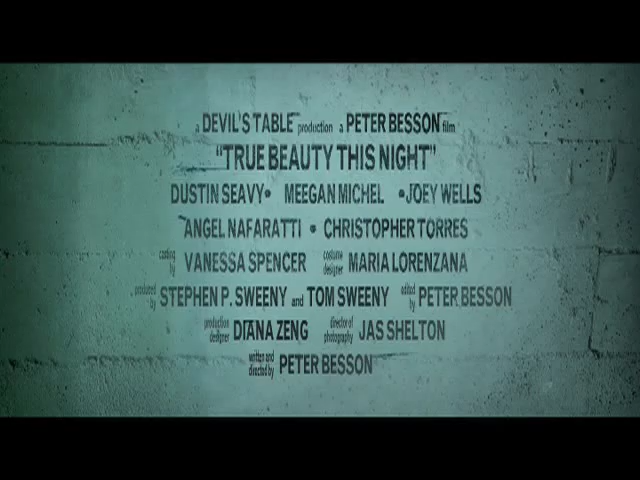 a DEVIL'S TABLE production a PETER BESSON film
"TRUE BEAUTY THIS NIGHT"
DUSTIN SEAVY • MEEGAN MICHEL • JOEY WELLS
ANGEL NAFARATTI • CHRISTOPHER TORRES
casting by VANESSA SPENCER costume designer MARIA LORENZANA
produced by STEPHEN P. SWEENY and TOM SWEENY edited by PETER BESSON
production designer DIANA ZENG director of photography JAS SHELTON
written and directed by PETER BESSON